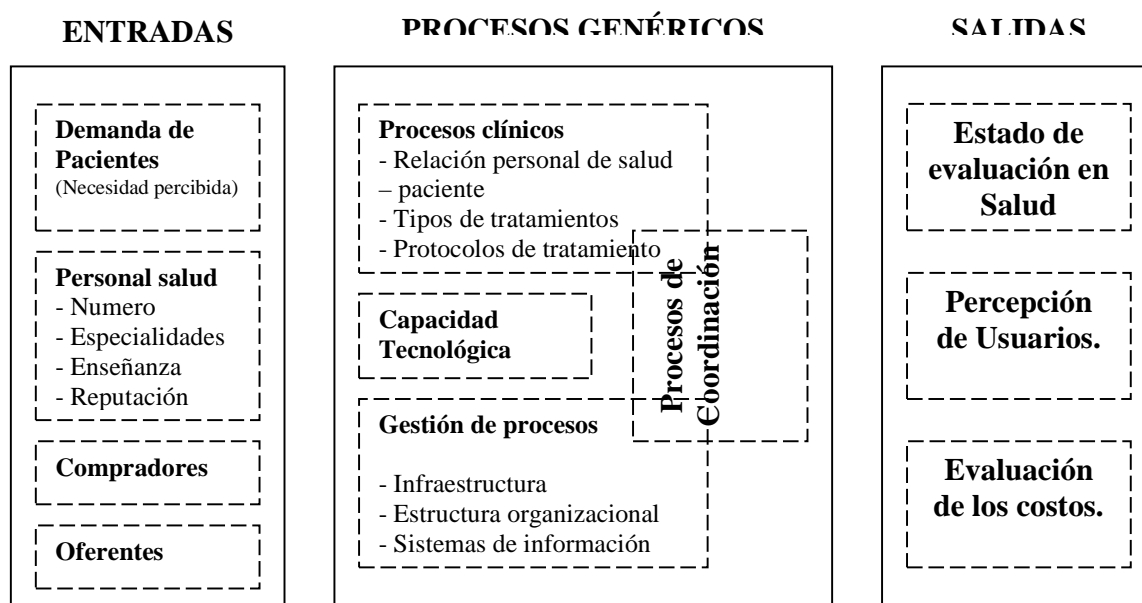 ENTRADAS
Demanda de
Pacientes
(Necesidad percibida)
Personal salud
- Numero
- Especialidades
- Enseñanza
- Reputación
Compradores
Oferentes
PROCESOS GENÉRICOS
Procesos clínicos
- Relación personal de salud
– paciente
- Tipos de tratamientos
- Protocolos de tratamiento
Capacidad
Tecnológica
Procesos de
Coordinación
Gestión de procesos
- Infraestructura
- Estructura organizacional
- Sistemas de información
SALIDAS
Estado de
evaluación en
Salud
Percepción
de Usuarios.
Evaluación
de los costos.